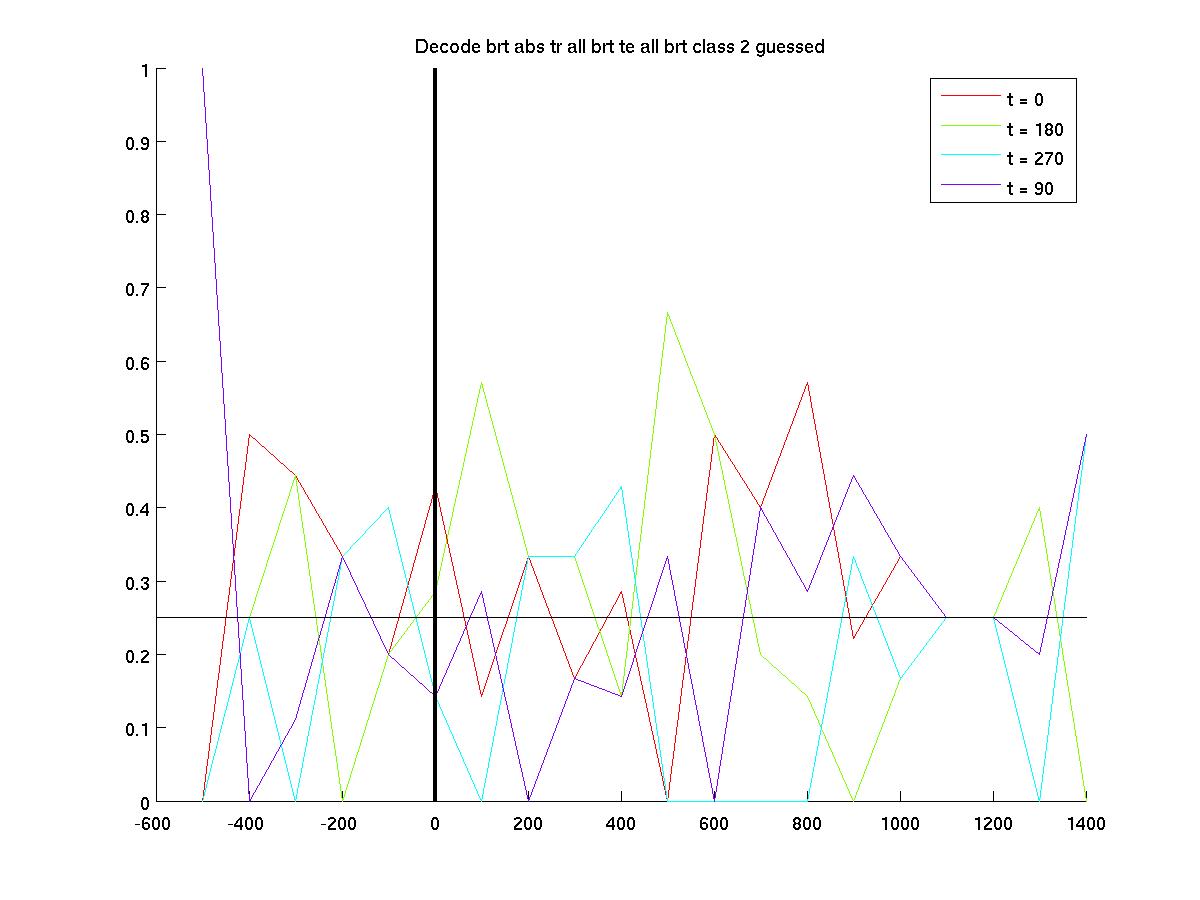 Decode brt abs tr all brt te all brt class 2 guessed
t = 0
t = 180
t = 270
t = 90
1
0.9
0.8
0.7
0.6
0.5
0.4
0.3
0.2
0.1
0
-600 -400 -200 0 200 400 600 800 1000 1200 1400